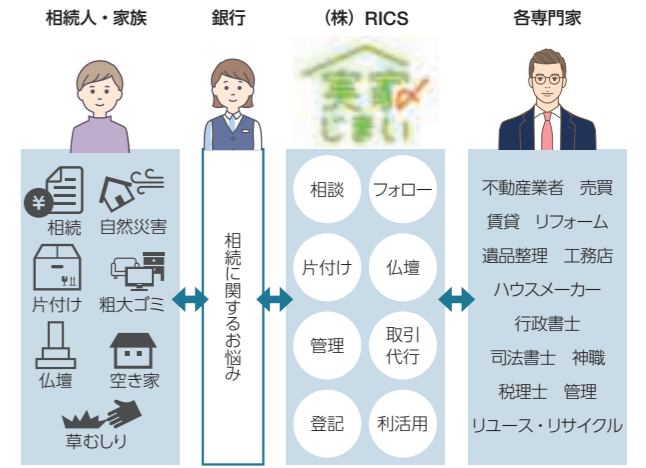 相続人・家族
銀行
（株）RICS
各専門家
実家〆
じまい
¥
相続
自然災害
片付け
粗大ゴミ
仏壇
空き家
草むしり
相続に関するお悩み
相談
フォロー
片付け
仏壇
管理
取引
代行
登記
利活用
不動産業者　売買
賃貸　リフォーム
遺品整理　工務店
ハウスメーカー
行政書士
司法書士　神職
税理士　管理
リユース・リサイクル